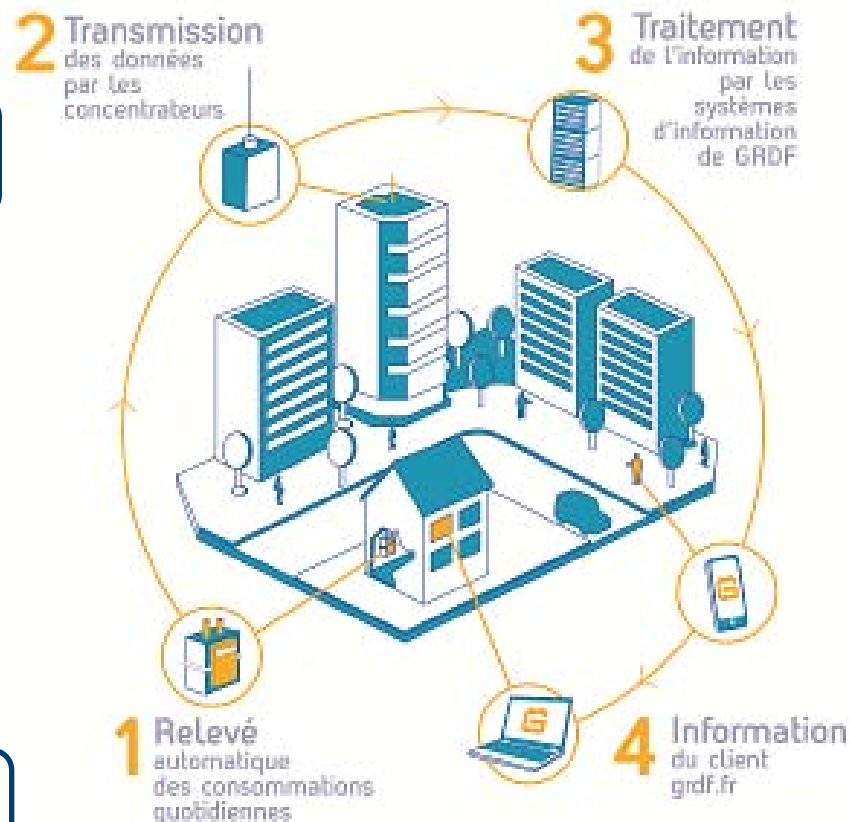 2 Transmission
des données
par les
concentrateurs
3 Traitement
de l'information
par les
systèmes
d'information
de GRDF
1 Relevé
automatique
des consommations
quotidiennes
4 Information
du client
grdf.fr
G
G